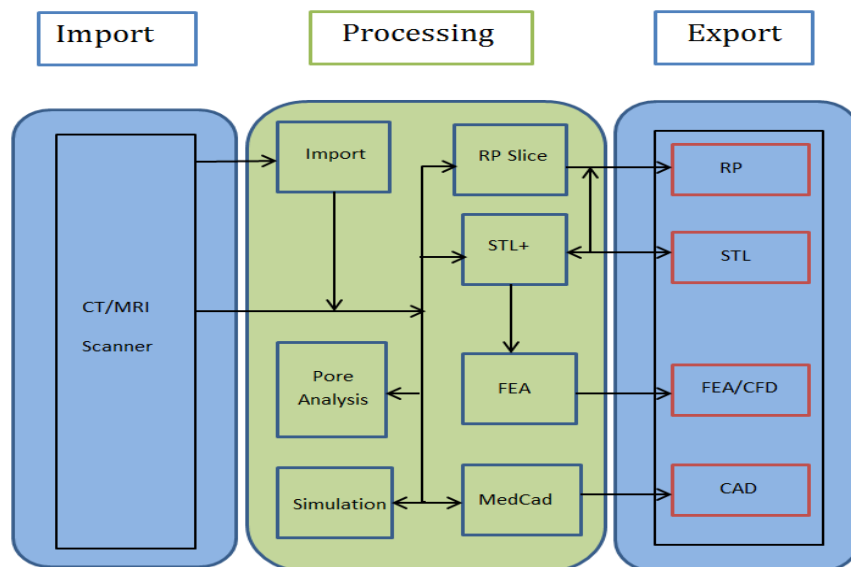 Import
Processing
Export
CT/MRI
Scanner
Import
Pore
Analysis
Simulation
RP Slice
STL+
FEA
MedCad
RP
STL
FEA/CFD
CAD